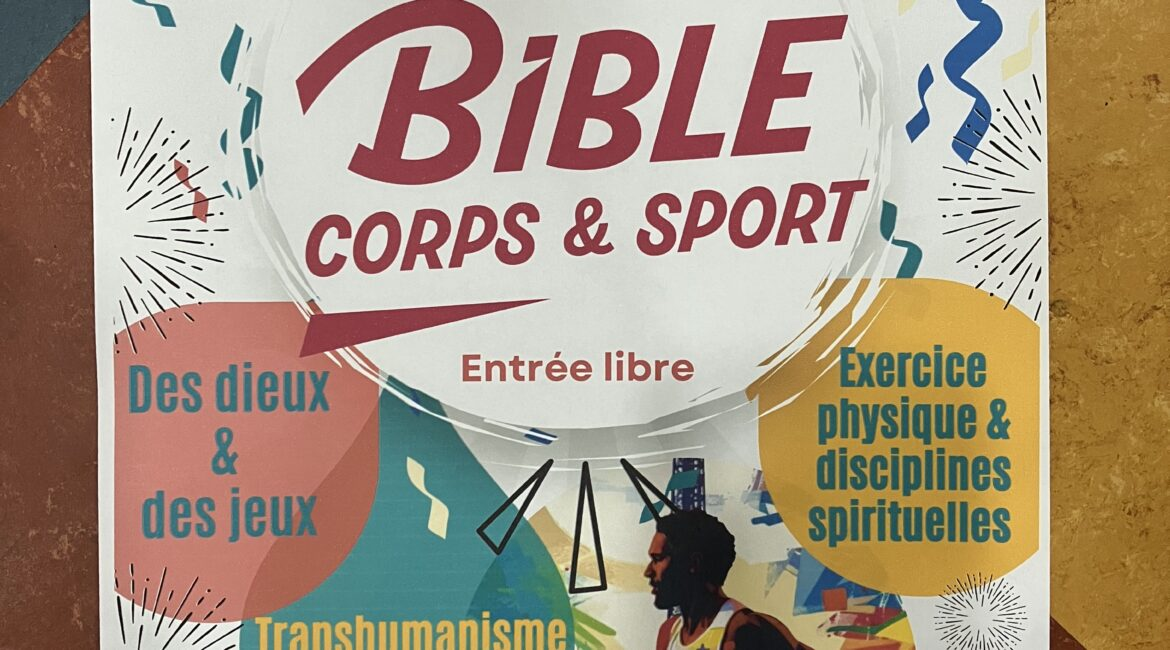 BiBLE
CORPS & SPORT
Entrée libre
Des dieux
&
des jeux
Exercice
physique &
disciplines
spirituelles
Transhumanisme